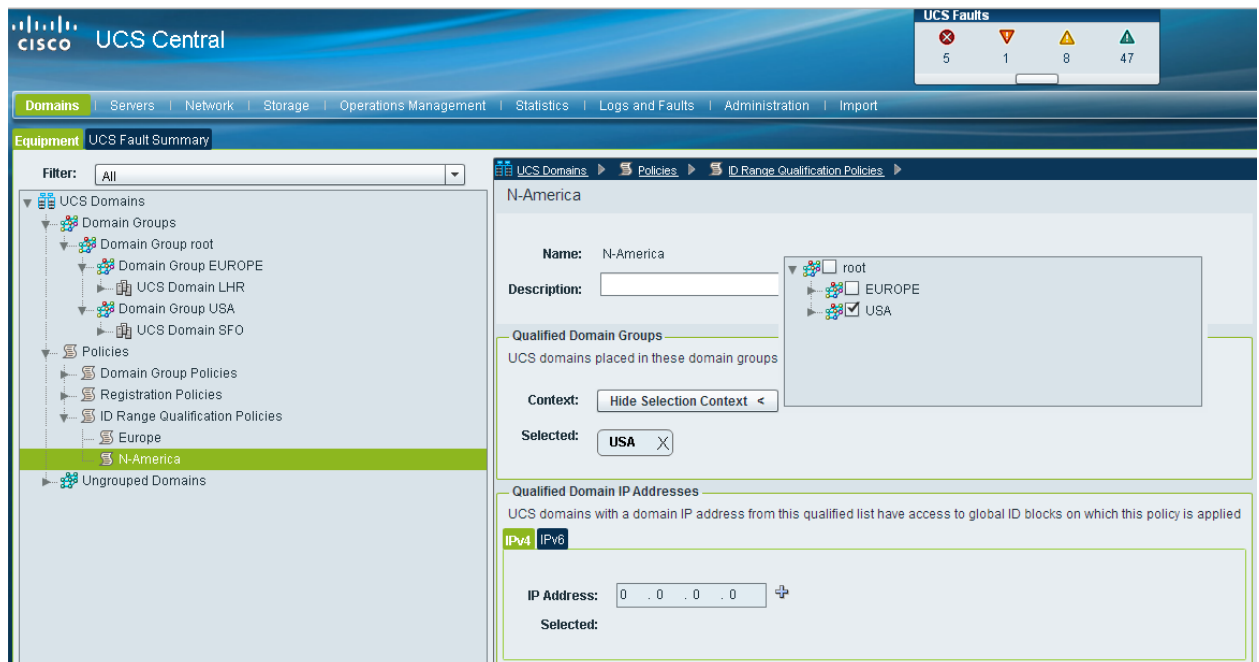 UCS Faults
CISCO UCS Central
5 1 8 47
Domains | Servers | Network | Storage | Operations Management | Statistics | Logs and Faults | Administration | Import
Equipment UCS Fault Summary
Filter: All
UCS Domains
Domain Groups
Domain Group root
Domain Group EUROPE
UCS Domain LHR
Domain Group USA
UCS Domain SFO
Policies
Domain Group Policies
Registration Policies
ID Range Qualification Policies
Europe
N-America
Ungrouped Domains
UCS Domains Policies ID Range Qualification Policies
N-America
Name: N-America
Description:
root
EUROPE
USA
Qualified Domain Groups
UCS domains placed in these domain groups
Context: Hide Selection Context <
Selected: USA X
Qualified Domain IP Addresses
UCS domains with a domain IP address from this qualified list have access to global ID blocks on which this policy is applied
IPv4 IPv6
IP Address: 0 . 0 . 0 . 0
Selected: